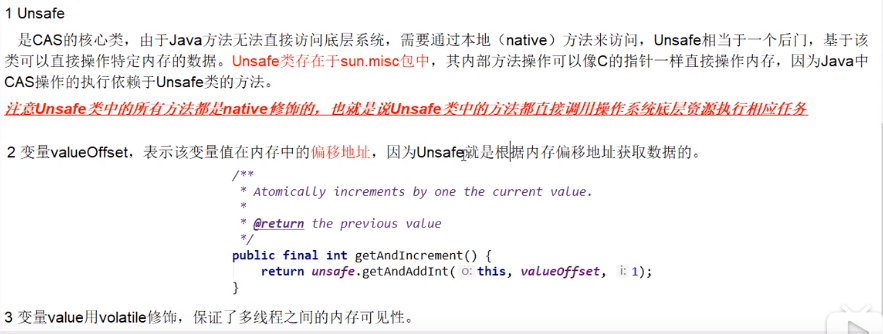 1 Unsafe
是CAS的核心类，由于Java方法无法直接访问底层系统，需要通过本地（native）方法来访问，Unsafe相当于一个后门，基于该
类可以直接操作特定内存的数据。Unsafe类存在于sun.misc包中，其内部方法操作可以像C的指针一样直接操作内存，因为Java中
CAS操作的执行依赖于Unsafe类的方法。
注意Unsafe类中的所有方法都是native修饰的，也就是说Unsafe类中的方法都直接调用操作系统底层资源执行相应任务
2 变量valueOffset，表示该变量值在内存中的偏移地址，因为Unsafe就是根据内存偏移地址获取数据的。
/**
* Atomically increments by one the current value.
*
* @return the previous value
*/
public final int getAndIncrement() {
return unsafe.getAndAddInt( o: this, valueOffset, i: 1);
}
3 变量value用volatile修饰，保证了多线程之间的内存可见性。